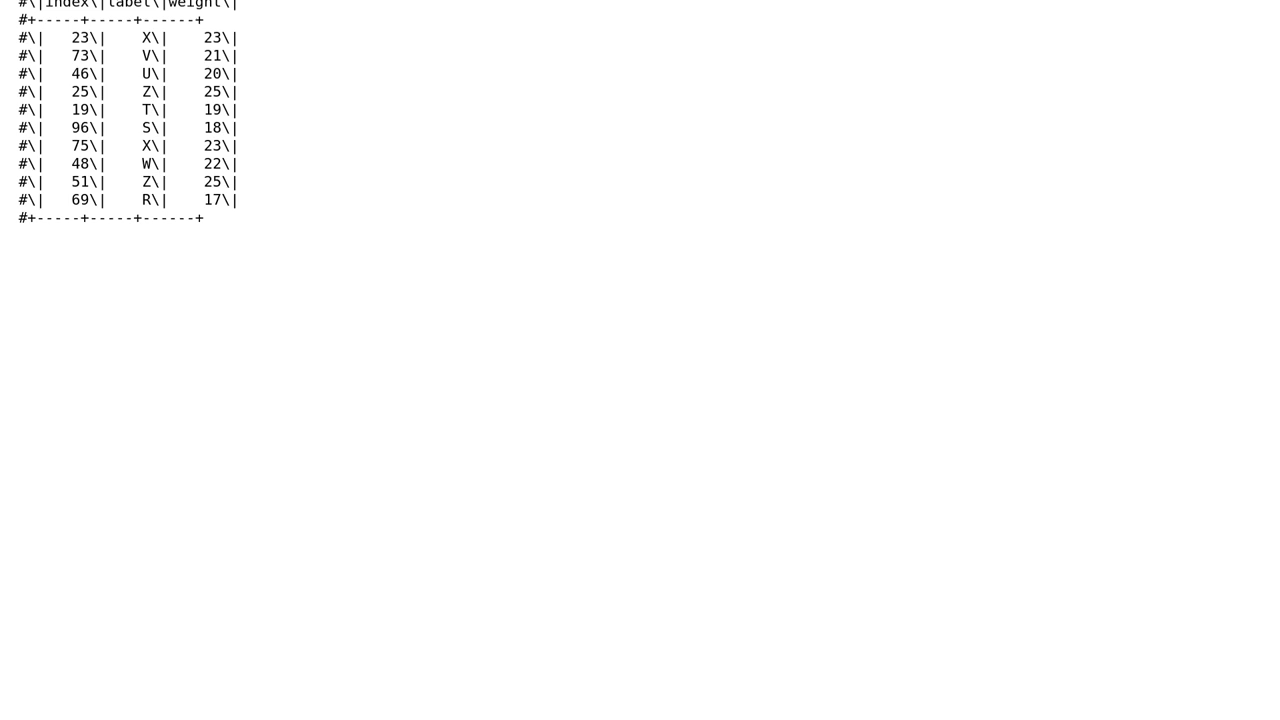 #\|index\|label\|weight\|
#+-----+-----+------+
#\|   23\|    X\|    23\|
#\|   73\|    V\|    21\|
#\|   46\|    U\|    20\|
#\|   25\|    Z\|    25\|
#\|   19\|    T\|    19\|
#\|   96\|    S\|    18\|
#\|   75\|    X\|    23\|
#\|   48\|    W\|    22\|
#\|   51\|    Z\|    25\|
#\|   69\|    R\|    17\|
#+-----+-----+------+